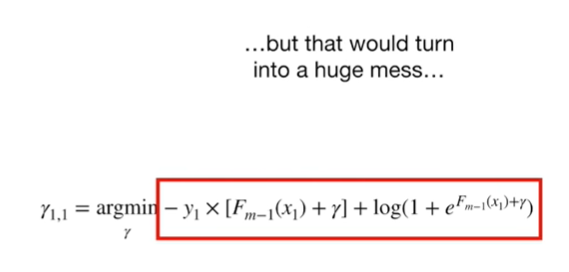 ...but that would turn
into a huge mess...
γ₁,₁ = argmin − y₁ × [Fₘ₋₁(x₁) + γ] + log(1 + e^{Fₘ₋₁(x₁)+γ})
γ